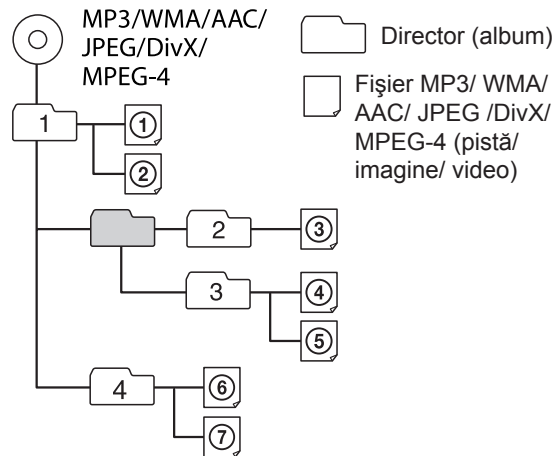 MP3/WMA/AAC/
JPEG/DivX/
MPEG-4
Director (album)
Fişier MP3/ WMA/
AAC/ JPEG /DivX/
MPEG-4 (pistă/
imagine/ video)
1
①
②
2
③
3
④
⑤
4
⑥
⑦